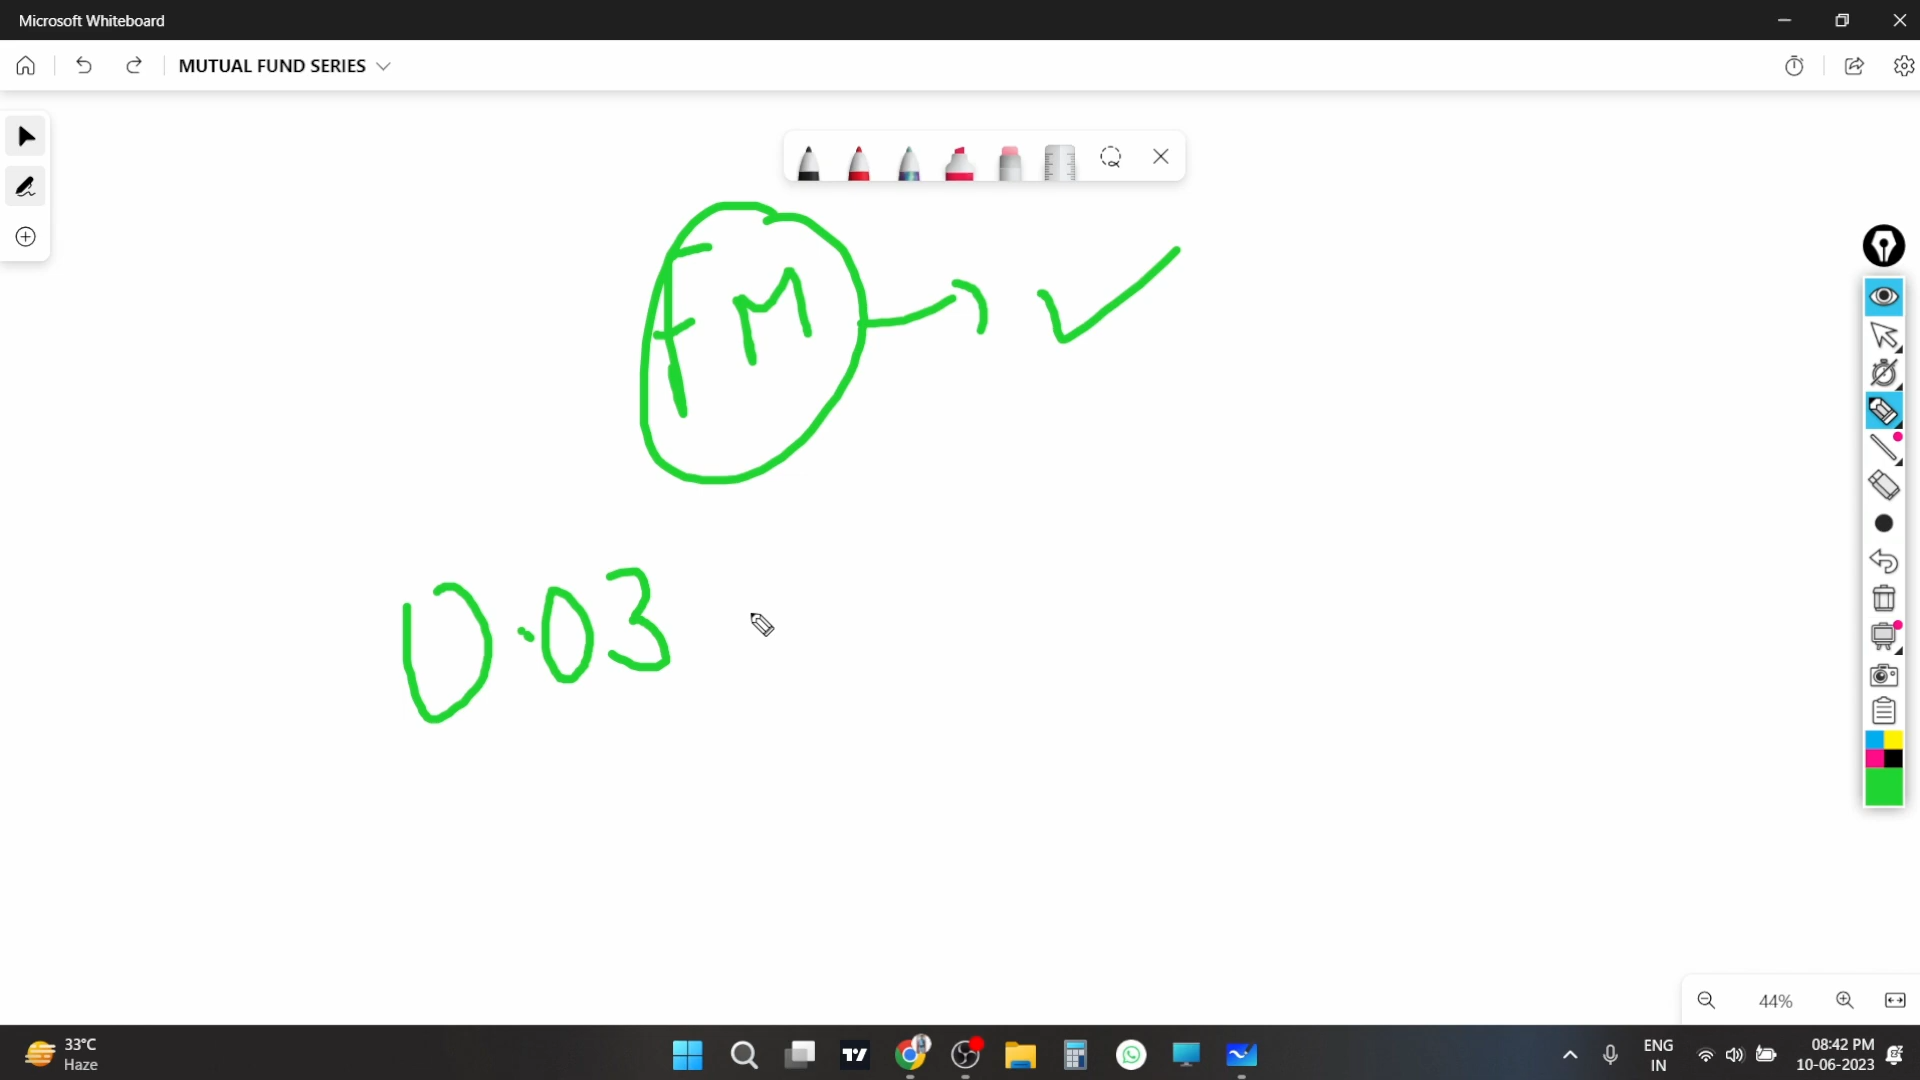 Microsoft Whiteboard
MUTUAL FUND SERIES
FM
0.03
44%
33°C
Haze
ENG
IN
08:42 PM
10-06-2023